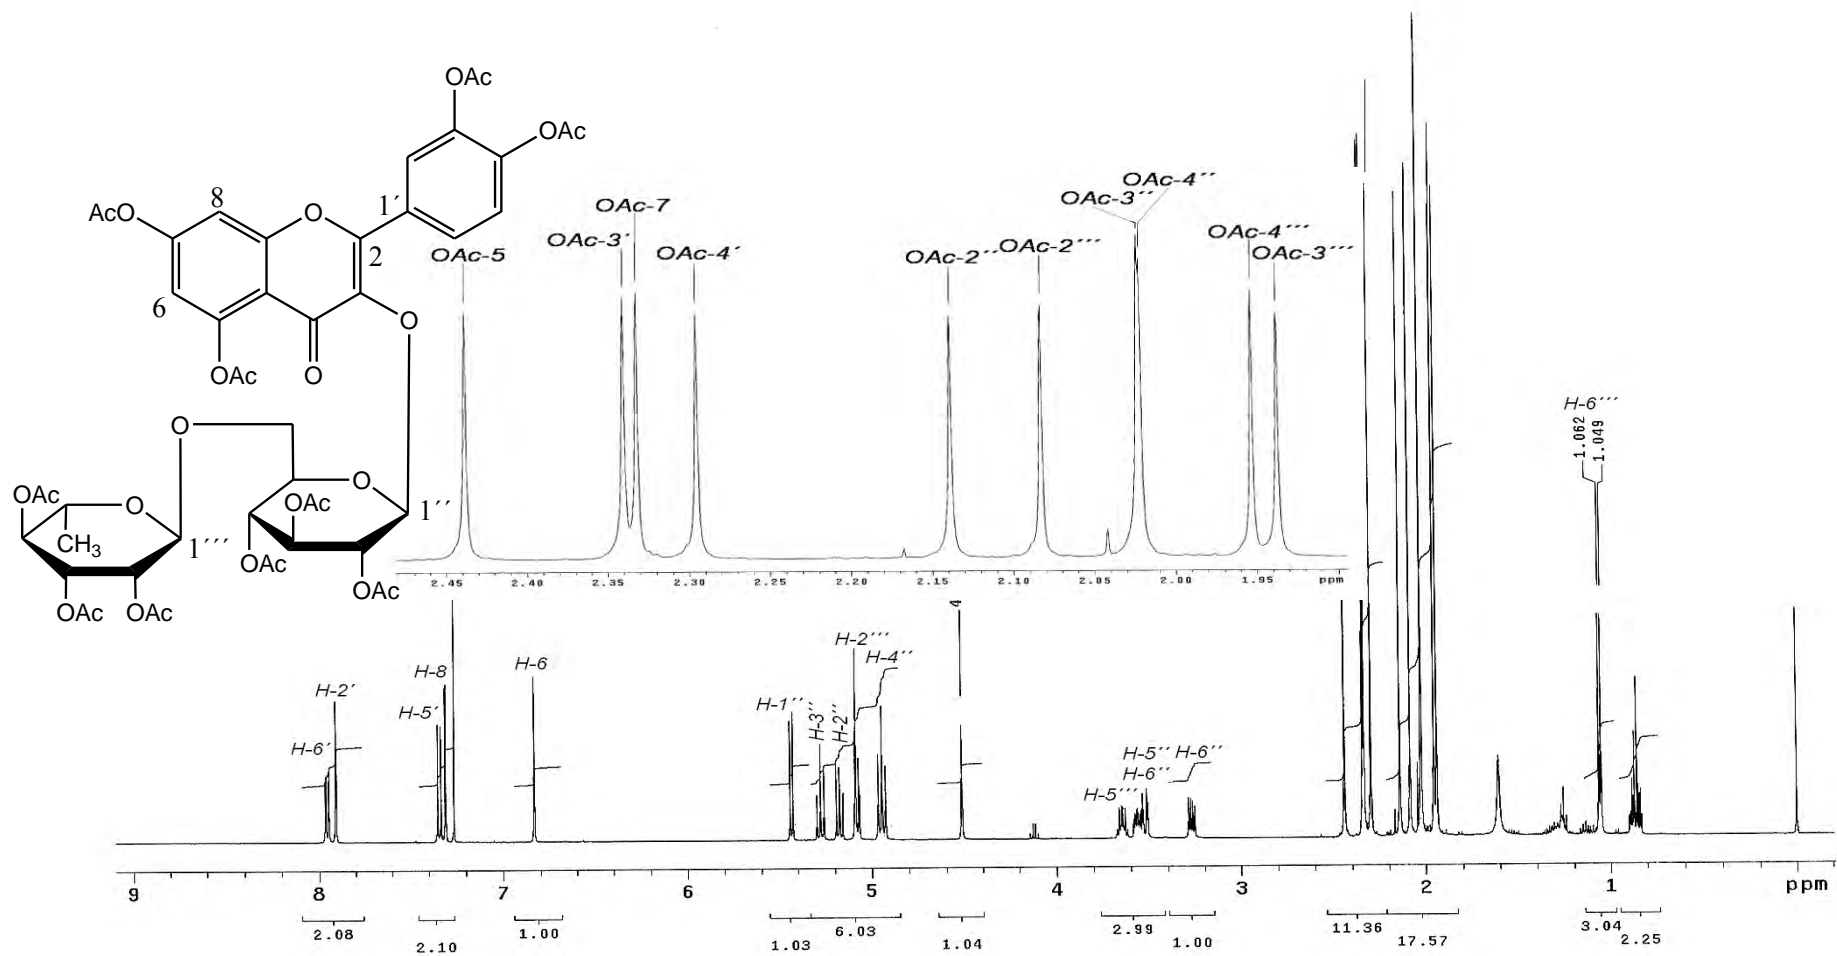 OAc
OAc
8
1´
O
AcO
2
6
O
OAc
O
O
O
OAc
O
OAc
1´´
CH3
1´´´
OAc
OAc
OAc
OAc
OAc-5
OAc-3´
OAc-7
OAc-4´
OAc-2´´
OAc-2´´´
OAc-3´´
OAc-4´´
OAc-4´´´
OAc-3´´´
2.45 2.40 2.35 2.30 2.25 2.20 2.15 2.10 2.05 2.00 1.95 ppm
H-6´´´
1.062
1.049
H-6´
H-2´
H-5´
H-8
H-6
H-1´´
H-3´´
H-2´´
H-2´´´
H-4´´
4
H-5´´´
H-5´´
H-6´´
H-6´´
9 8 7 6 5 4 3 2 1 ppm
2.08 2.10 1.00 1.03 6.03 1.04 2.99 1.00 11.36 17.57 3.04 2.25